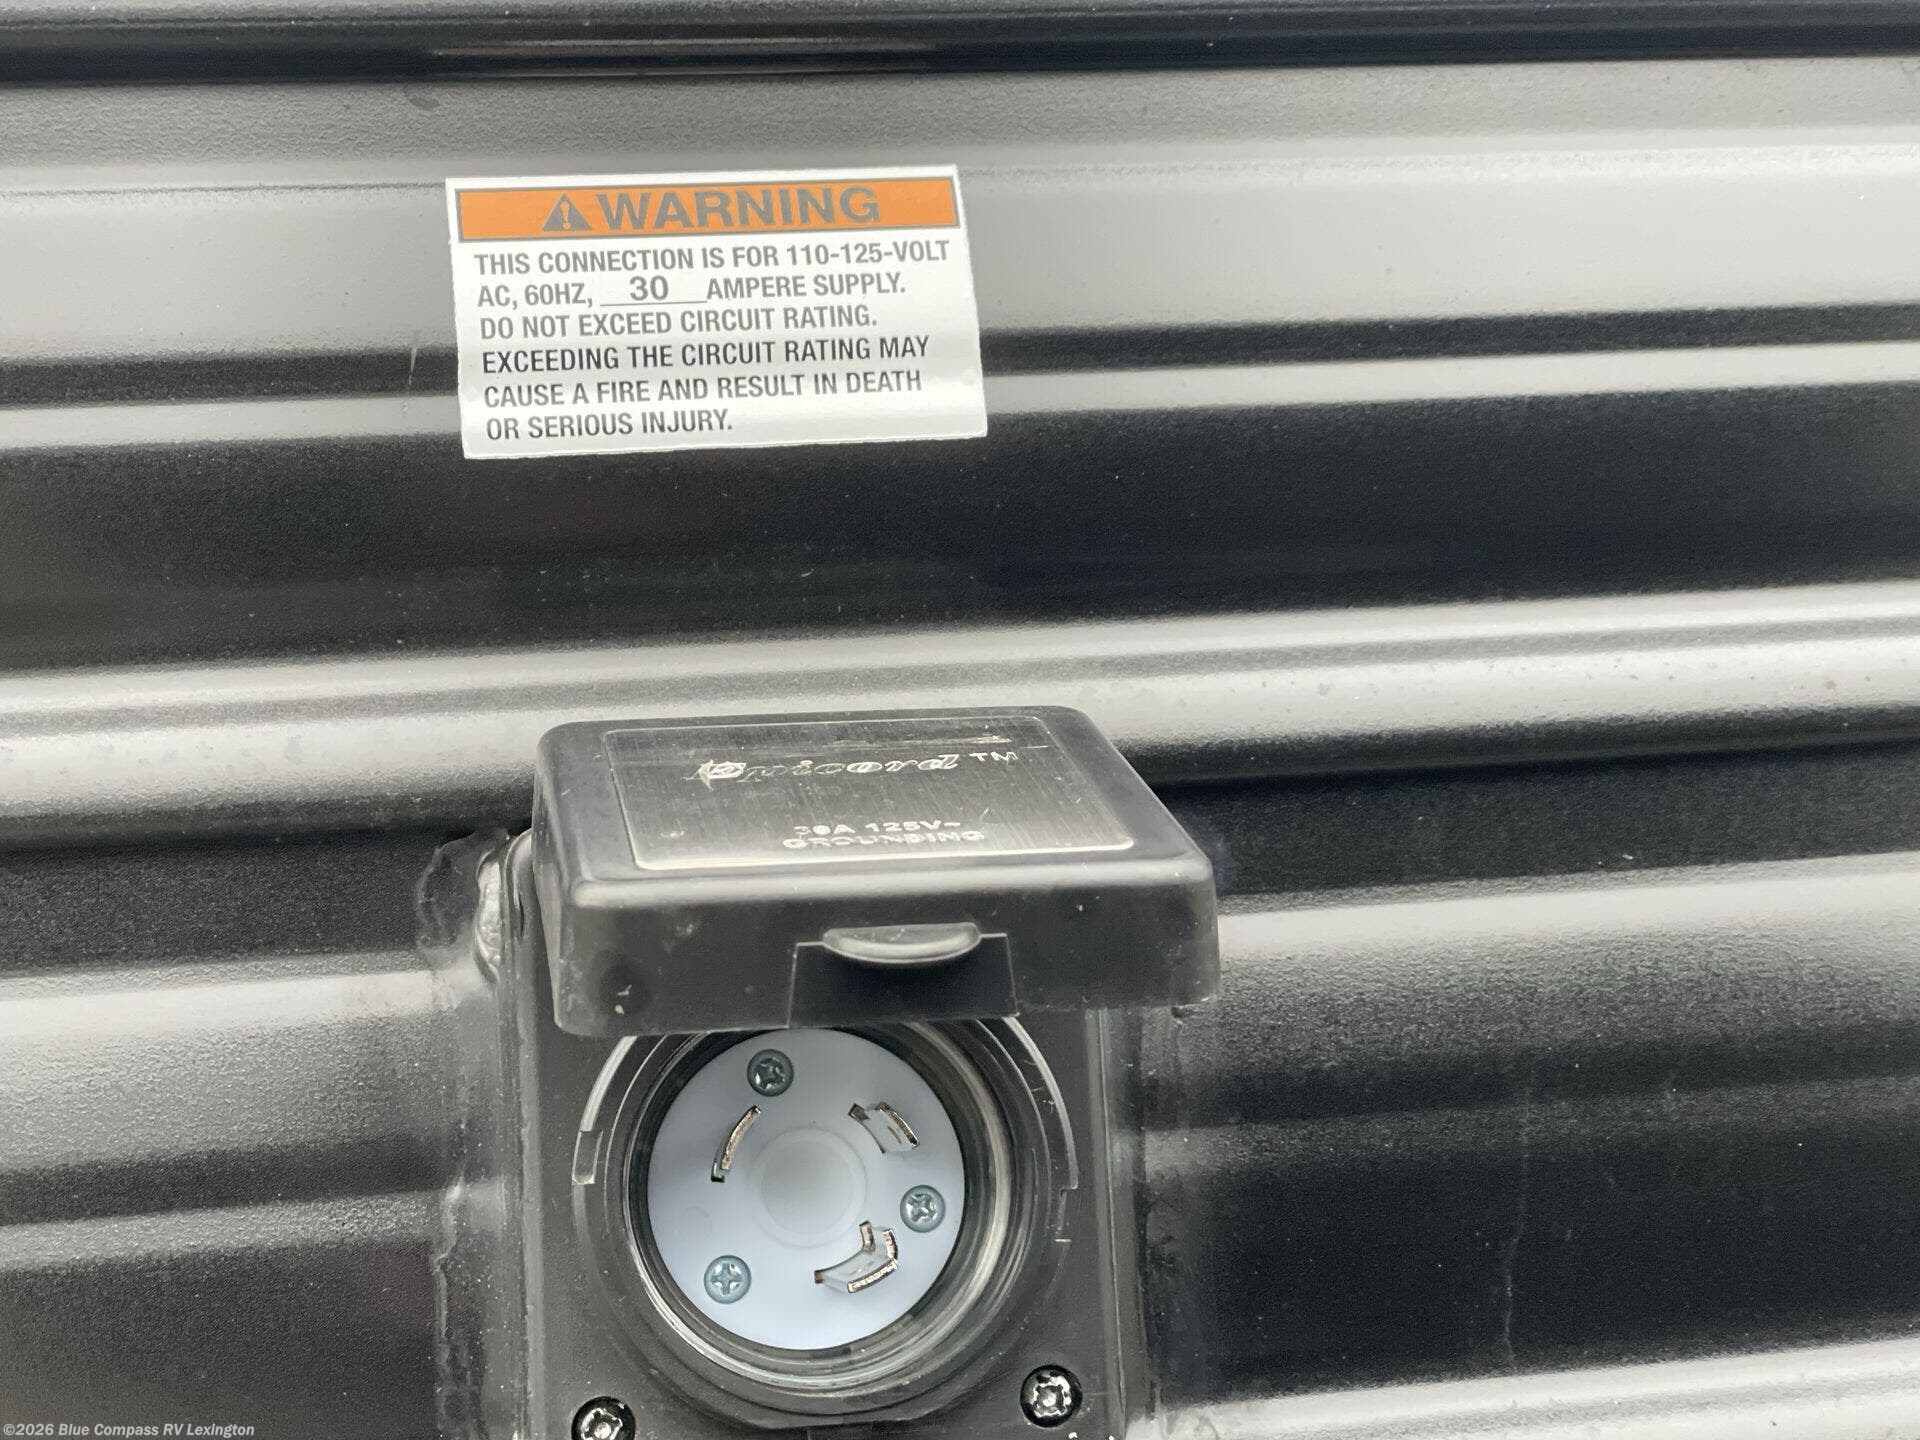 WARNING
THIS CONNECTION IS FOR 110-125-VOLT
AC, 60HZ, 30 AMPERE SUPPLY.
DO NOT EXCEED CIRCUIT RATING.
EXCEEDING THE CIRCUIT RATING MAY
CAUSE A FIRE AND RESULT IN DEATH
OR SERIOUS INJURY.
TM
30A 125V~
GROUNDING
©2026 Blue Compass RV Lexington